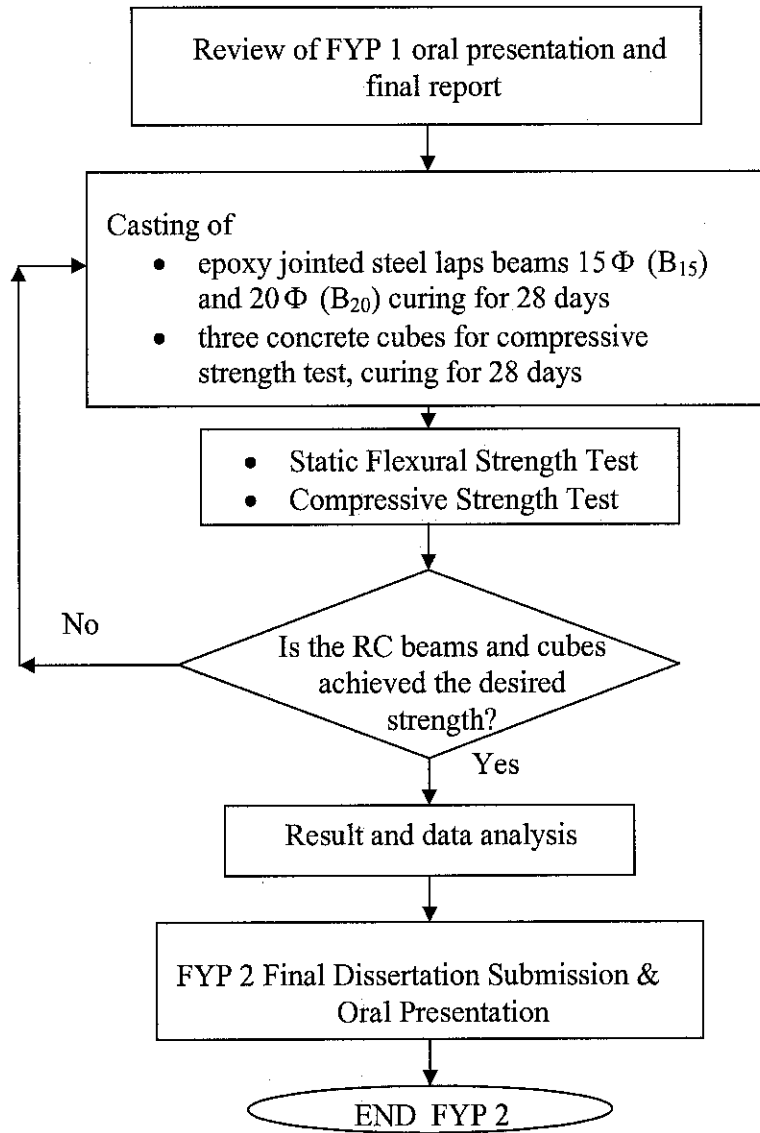 Review of FYP 1 oral presentation and
final report
Casting of
• epoxy jointed steel laps beams 15Φ (B15)
and 20Φ (B20) curing for 28 days
• three concrete cubes for compressive
strength test, curing for 28 days
• Static Flexural Strength Test
• Compressive Strength Test
No
Is the RC beams and cubes
achieved the desired
strength?
Yes
Result and data analysis
FYP 2 Final Dissertation Submission &
Oral Presentation
END FYP 2